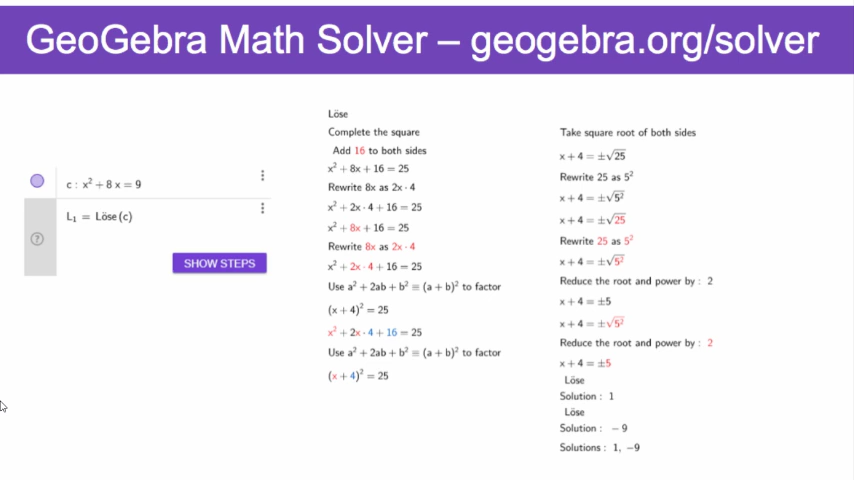 GeoGebra Math Solver – geogebra.org/solver
c : x² + 8 x = 9
L₁ = Löse (c)
SHOW STEPS
Löse
Complete the square
Add 16 to both sides
x² + 8x + 16 = 25
Rewrite 8x as 2x · 4
x² + 2x · 4 + 16 = 25
x² + 8x + 16 = 25
Rewrite 8x as 2x · 4
x² + 2x · 4 + 16 = 25
Use a² + 2ab + b² ≡ (a + b)² to factor
(x + 4)² = 25
x² + 2x · 4 + 16 = 25
Use a² + 2ab + b² ≡ (a + b)² to factor
(x + 4)² = 25
Take square root of both sides
x + 4 = ±√25
Rewrite 25 as 5²
x + 4 = ±√5²
x + 4 = ±√25
Rewrite 25 as 5²
x + 4 = ±√5²
Reduce the root and power by : 2
x + 4 = ±5
x + 4 = ±√5²
Reduce the root and power by : 2
x + 4 = ±5
Löse
Solution : 1
Löse
Solution : − 9
Solutions : 1, −9